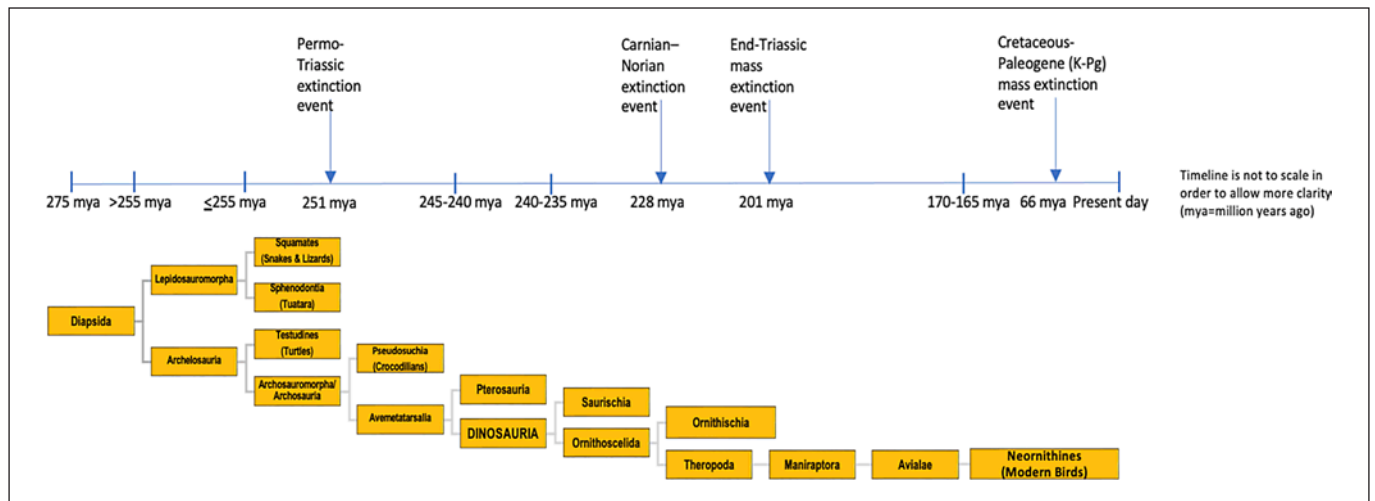 Permo-
Triassic
extinction
event
Carnian–
Norian
extinction
event
End-Triassic
mass
extinction
event
Cretaceous-
Paleogene (K-Pg)
mass extinction
event
275 mya
>255 mya
≤255 mya
251 mya
245-240 mya
240-235 mya
228 mya
201 mya
170-165 mya
66 mya
Present day
Timeline is not to scale in
order to allow more clarity
(mya=million years ago)
Squamates
(Snakes & Lizards)
Lepidosauromorpha
Sphenodontia
(Tuatara)
Diapsida
Testudines
(Turtles)
Archelosauria
Pseudosuchia
(Crocodilians)
Archosauromorpha/
Archosauria
Pterosauria
Avemetatarsalia
Saurischia
DINOSAURIA
Ornithoscelida
Ornithischia
Theropoda
Maniraptora
Avialae
Neornithines
(Modern Birds)